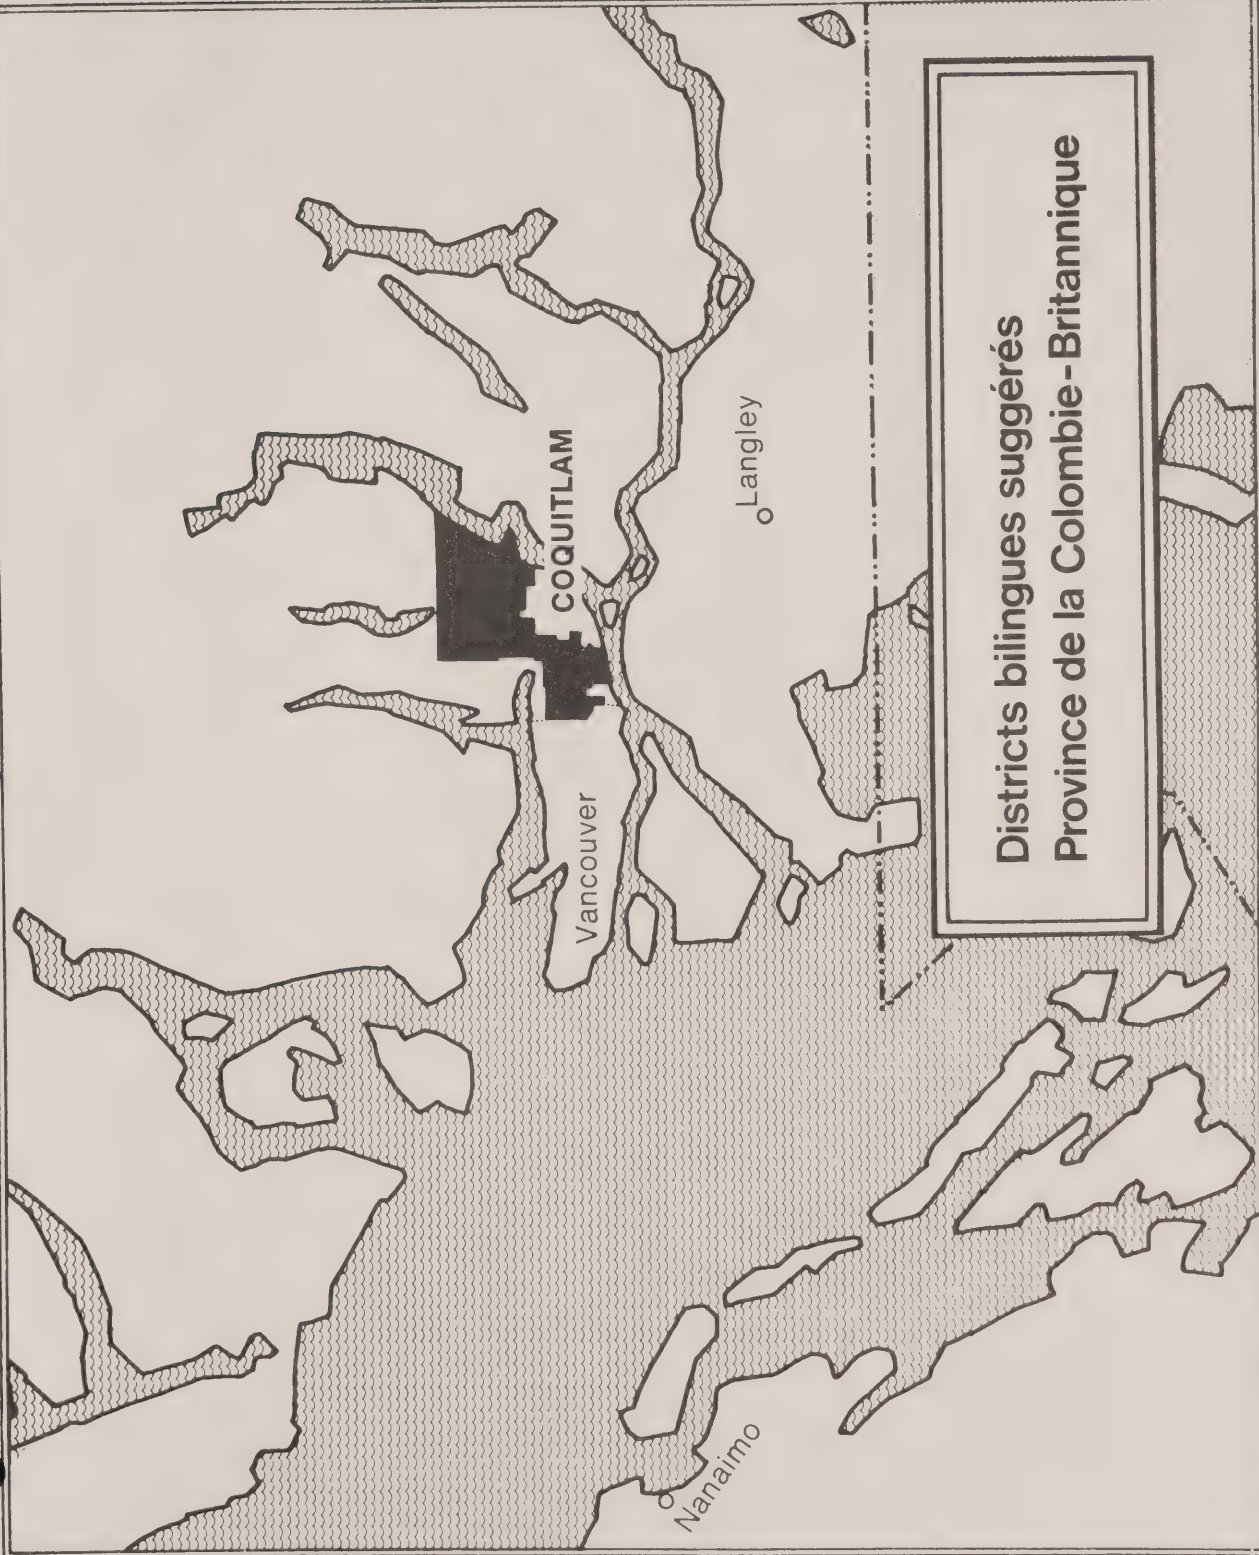 COQUITLAM
Langley
Vancouver
Nanaimo
Districts bilingues suggérés
Province de la Colombie-Britannique